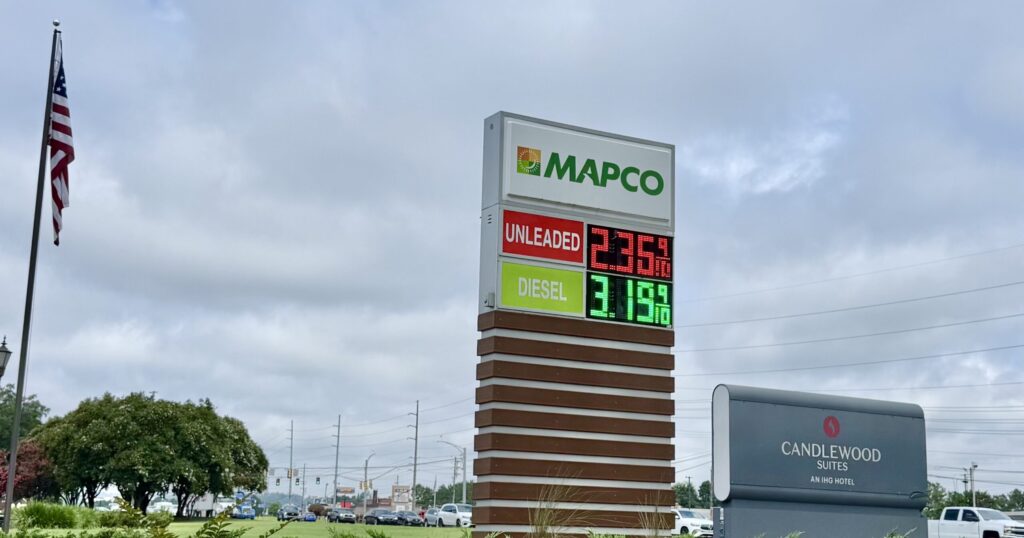 MAPCO
UNLEADED 2.35 9/10
DIESEL 3.19 9/10
CANDLEWOOD
SUITES
AN IHG HOTEL